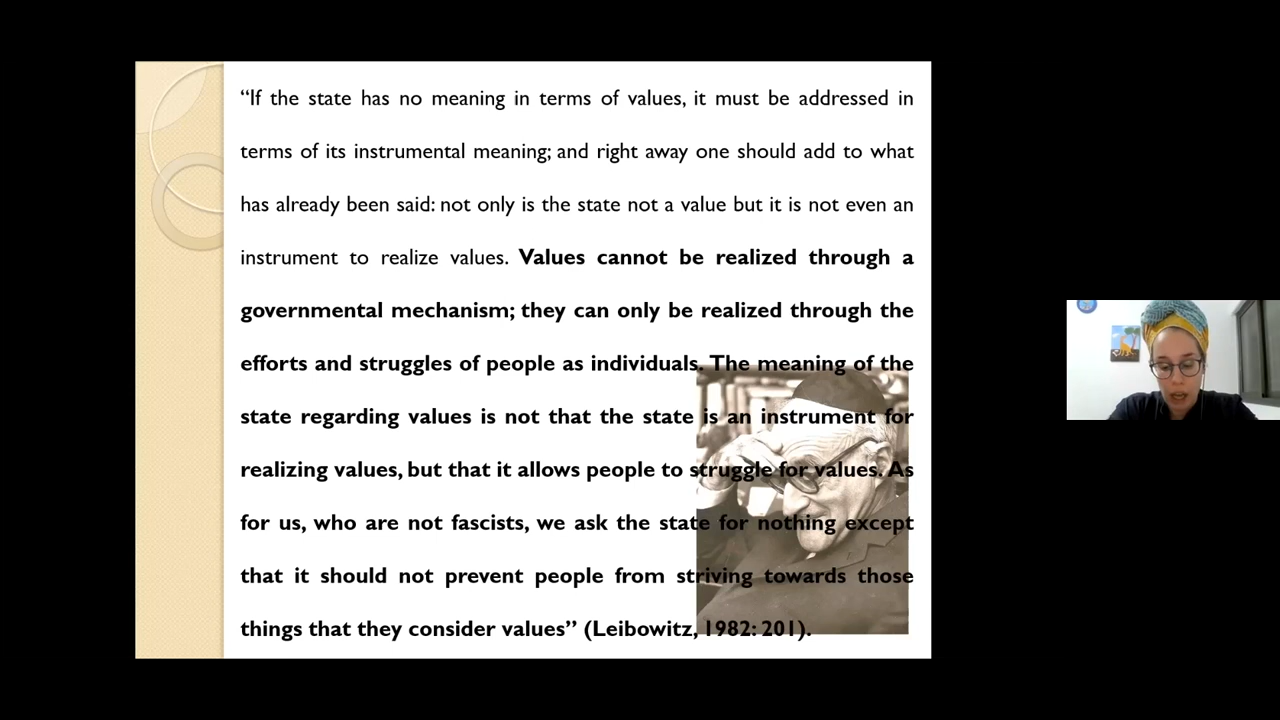 “If the state has no meaning in terms of values, it must be addressed in
terms of its instrumental meaning; and right away one should add to what
has already been said: not only is the state not a value but it is not even an
instrument to realize values. Values cannot be realized through a
governmental mechanism; they can only be realized through the
efforts and struggles of people as individuals. The meaning of the
state regarding values is not that the state is an instrument for
realizing values, but that it allows people to struggle for values. As
for us, who are not fascists, we ask the state for nothing except
that it should not prevent people from striving towards those
things that they consider values” (Leibowitz, 1982: 201).